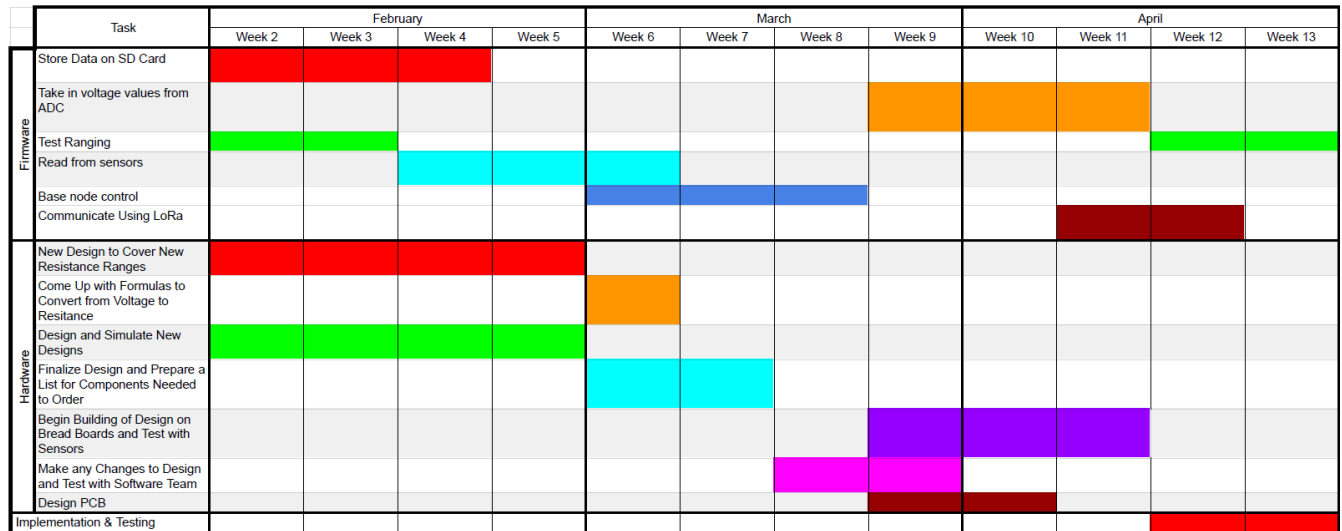 Task
February
March
April
Week 2
Week 3
Week 4
Week 5
Week 6
Week 7
Week 8
Week 9
Week 10
Week 11
Week 12
Week 13
Firmware
Store Data on SD Card
Take in voltage values from
ADC
Test Ranging
Read from sensors
Base node control
Communicate Using LoRa
Hardware
New Design to Cover New
Resistance Ranges
Come Up with Formulas to
Convert from Voltage to
Resitance
Design and Simulate New
Designs
Finalize Design and Prepare a
List for Components Needed
to Order
Begin Building of Design on
Bread Boards and Test with
Sensors
Make any Changes to Design
and Test with Software Team
Design PCB
Implementation & Testing